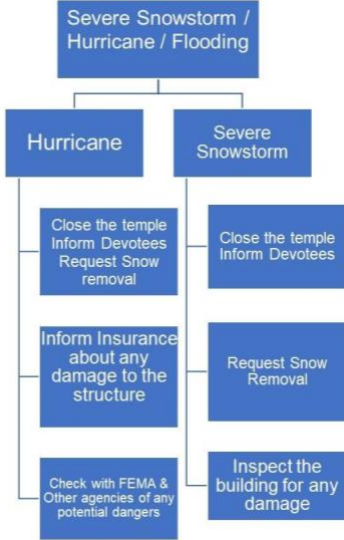 Severe Snowstorm /
Hurricane / Flooding
Hurricane
Close the temple
Inform Devotees
Request Snow
removal
Inform Insurance
about any
damage to the
structure
Check with FEMA &
Other agencies of any
potential dangers
Severe
Snowstorm
Close the temple
Inform Devotees
Request Snow
Removal
Inspect the
building for any
damage